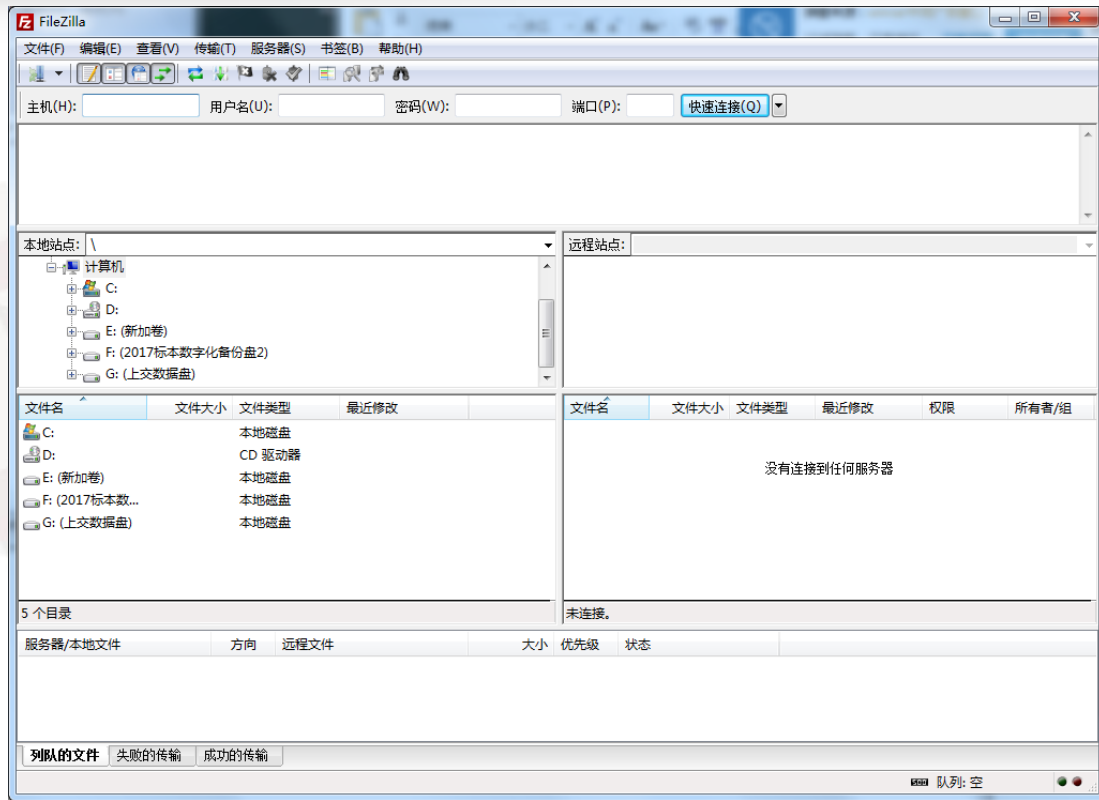 FileZilla
文件(F) 编辑(E) 查看(V) 传输(T) 服务器(S) 书签(B) 帮助(H)
主机(H): 用户名(U): 密码(W): 端口(P): 快速连接(Q)
本地站点: \
计算机
C:
D:
E: (新加卷)
F: (2017标本数字化备份盘2)
G: (上交数据盘)
远程站点:
文件名 文件大小 文件类型 最近修改
C: 本地磁盘
D: CD 驱动器
E: (新加卷) 本地磁盘
F: (2017标本数... 本地磁盘
G: (上交数据盘) 本地磁盘
5 个目录
文件名 文件大小 文件类型 最近修改 权限 所有者/组
没有连接到任何服务器
未连接。
服务器/本地文件 方向 远程文件 大小 优先级 状态
列队的文件 失败的传输 成功的传输
队列: 空